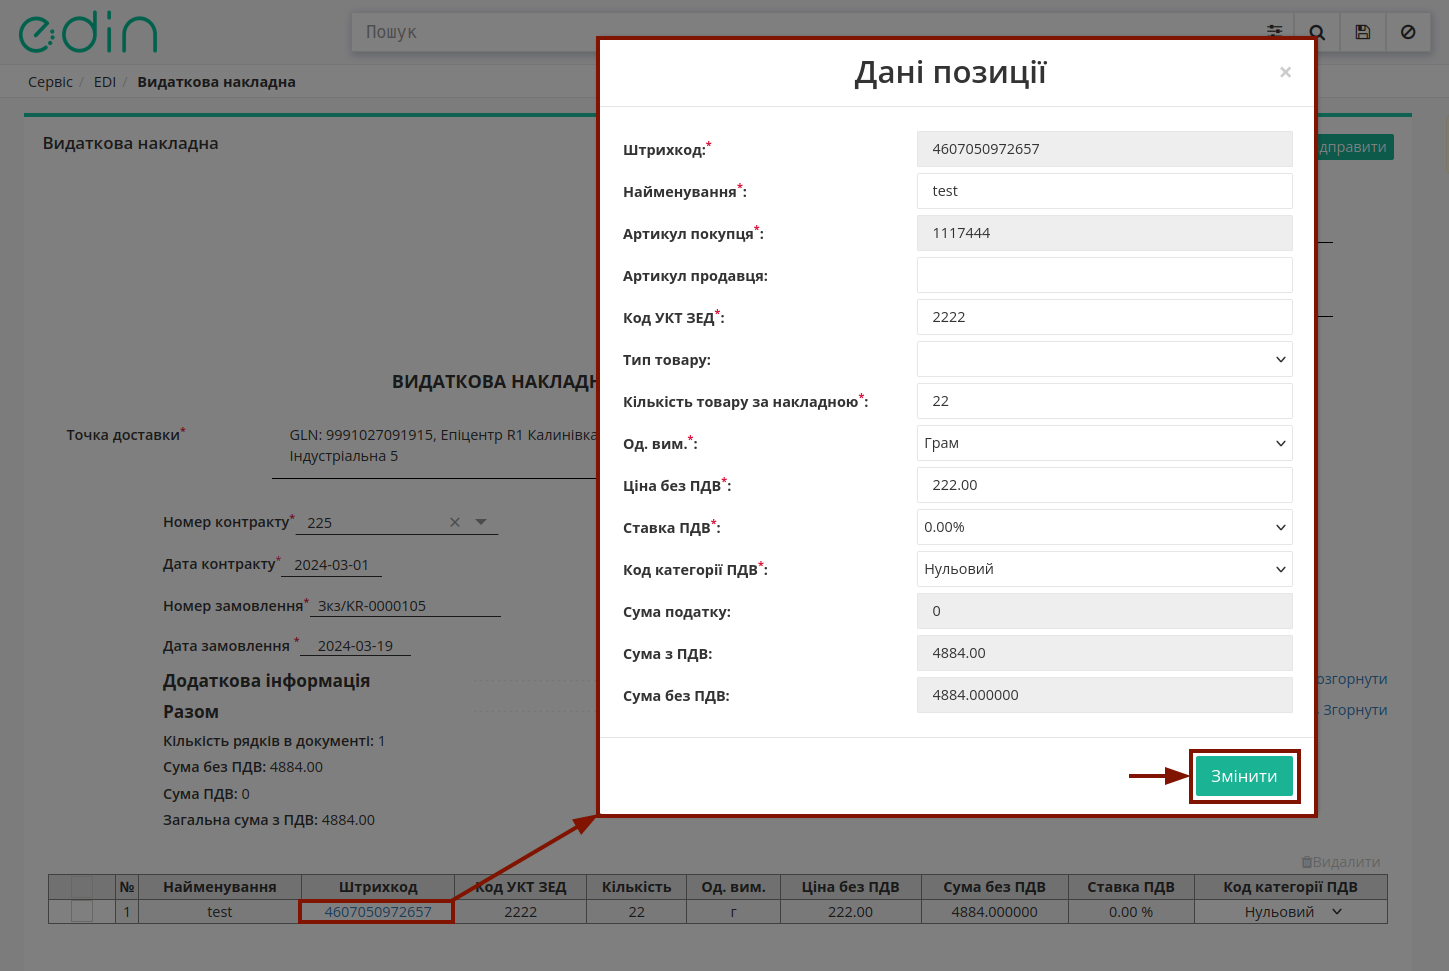 edin
Пошук
Сервіс / EDI / Видаткова накладна
Видаткова накладна
дправити
ВИДАТКОВА НАКЛАДН
Точка доставки*
GLN: 9991027091915, Епіцентр R1 Калинівка
Індустріальна 5
Номер контракту* 225
Дата контракту* 2024-03-01
Номер замовлення* Зкз/KR-0000105
Дата замовлення * 2024-03-19
Додаткова інформація
озгорнути
Разом
Згорнути
Кількість рядків в документі: 1
Сума без ПДВ: 4884.00
Сума ПДВ: 0
Загальна сума з ПДВ: 4884.00
Дані позиції ×
Штрихкод:* 4607050972657
Найменування*: test
Артикул покупця*: 1117444
Артикул продавця:
Код УКТ ЗЕД*: 2222
Тип товару:
Кількість товару за накладною*: 22
Од. вим.*: Грам
Ціна без ПДВ*: 222.00
Ставка ПДВ*: 0.00%
Код категорії ПДВ*: Нульовий
Сума податку: 0
Сума з ПДВ: 4884.00
Сума без ПДВ: 4884.000000
Змінити
Видалити
№ Найменування Штрихкод Код УКТ ЗЕД Кількість Од. вим. Ціна без ПДВ Сума без ПДВ Ставка ПДВ Код категорії ПДВ
1 test 4607050972657 2222 22 г 222.00 4884.000000 0.00 % Нульовий